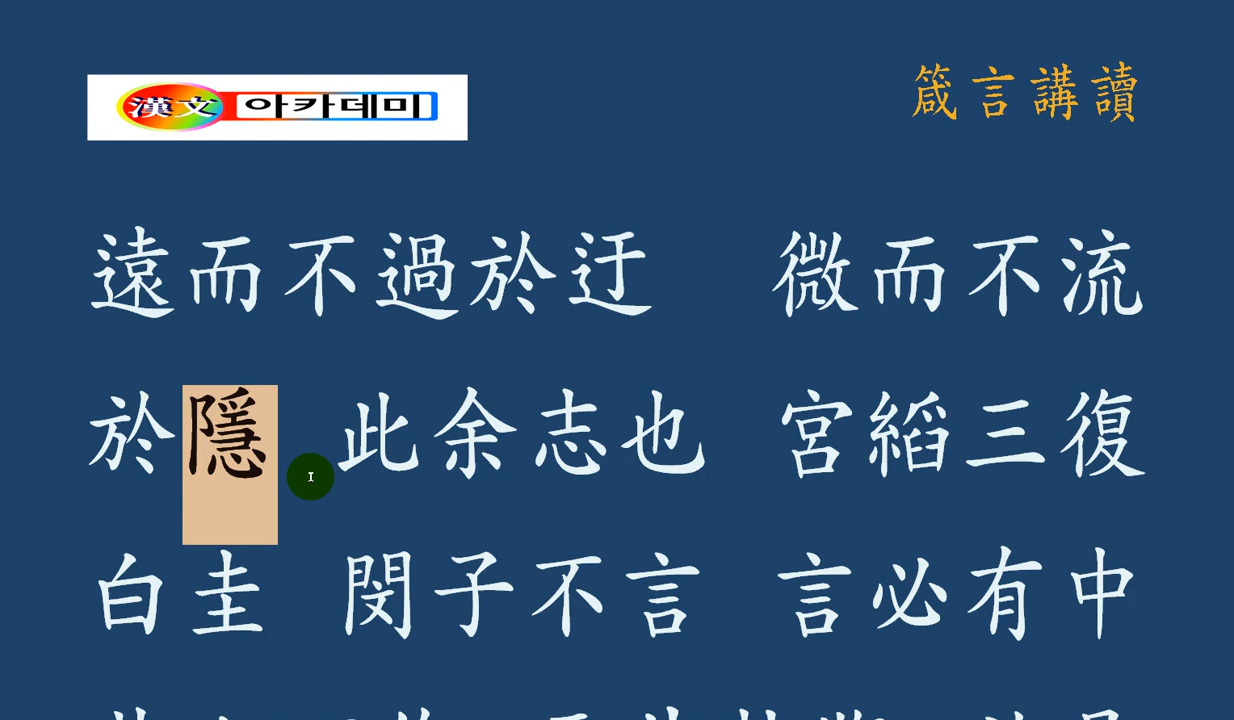 漢文 아카데미
箴言講讀
遠而不過於迂 微而不流
於隱 此余志也 宮縚三復
白圭 閔子不言 言必有中